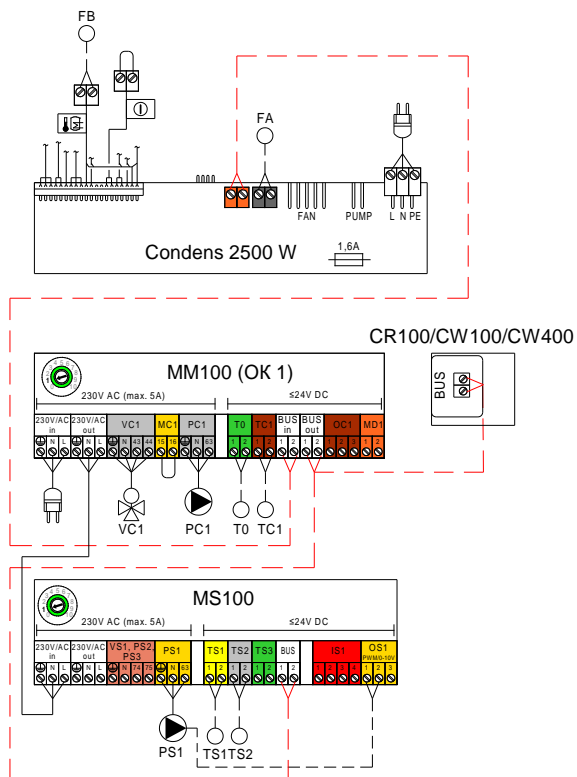 FB
FA
FAN
PUMP
L N PE
Condens 2500 W
1,6A
CR100/CW100/CW400
BUS
MM100 (OK 1)
230V AC (max. 5A) ≤24V DC
230V/AC in 230V/AC out VC1 MC1 PC1 T0 TC1 BUS in BUS out OC1 MD1
N L N L N 43 44 15 16 N 63 1 2 1 2 1 2 1 2 1 2 3 1 2
VC1 PC1 T0 TC1
MS100
230V AC (max. 5A) ≤24V DC
230V/AC in 230V/AC out VS1, PS2, PS3 PS1 TS1 TS2 TS3 BUS IS1 OS1 PWM/0-10V
N L N L N 74 75 N 63 1 2 1 2 1 2 1 2 1 2 3 4 1 2 3
PS1 TS1 TS2